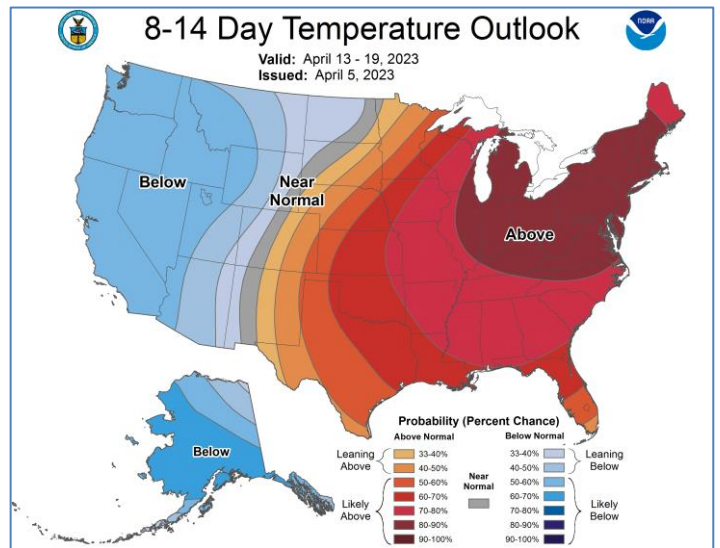 8-14 Day Temperature Outlook
NOAA
Valid: April 13 - 19, 2023
Issued: April 5, 2023
Below
Near
Normal
Above
Below
Probability (Percent Chance)
Above Normal
Below Normal
Leaning
Above
33-40%
40-50%
Near
Normal
33-40%
40-50%
Leaning
Below
Likely
Above
50-60%
60-70%
70-80%
80-90%
90-100%
50-60%
60-70%
70-80%
80-90%
90-100%
Likely
Below